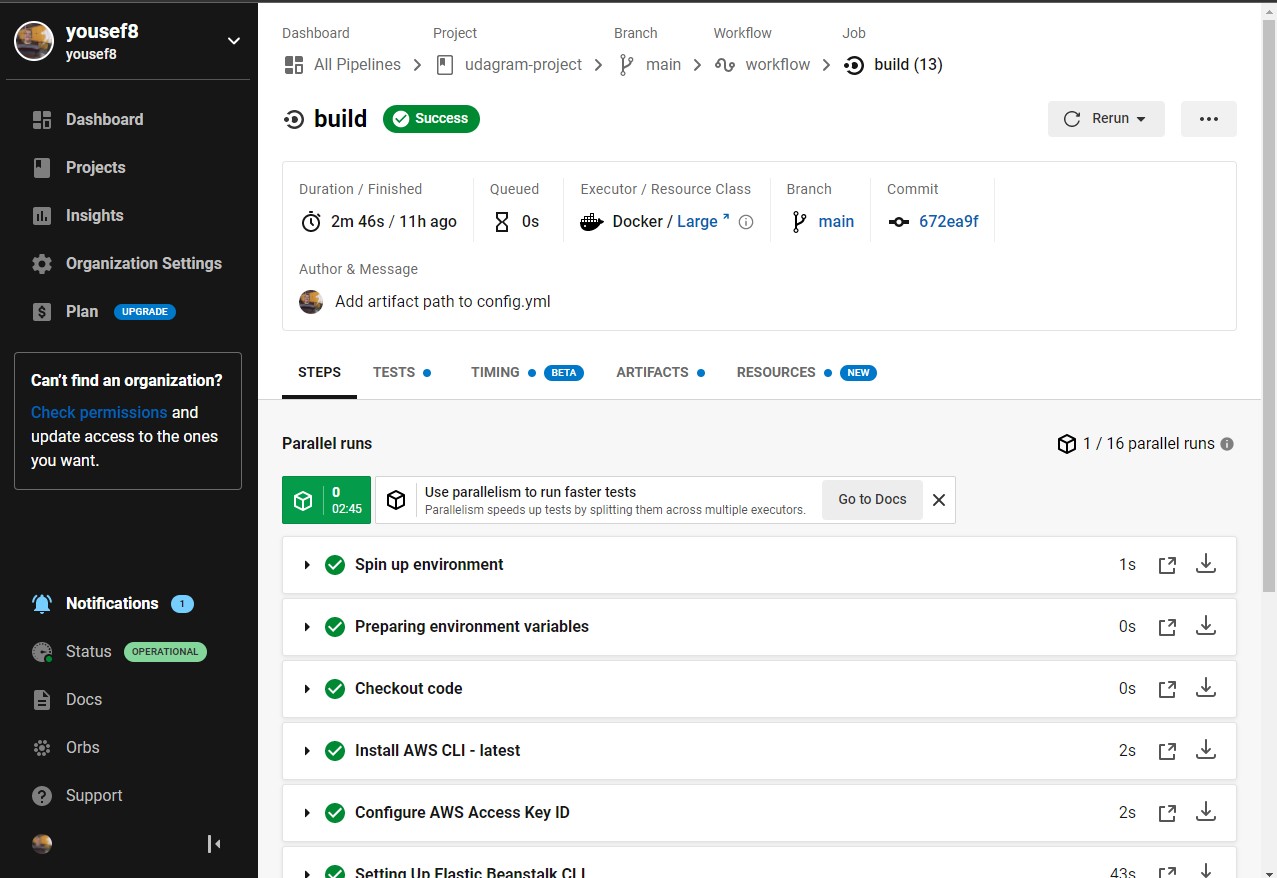 yousef8
yousef8
Dashboard
Projects
Insights
Organization Settings
Plan UPGRADE
Can't find an organization?
Check permissions and
update access to the ones
you want.
Notifications 1
Status OPERATIONAL
Docs
Orbs
Support
Dashboard Project Branch Workflow Job
All Pipelines udagram-project main workflow build (13)
build Success Rerun
Duration / Finished Queued Executor / Resource Class Branch Commit
2m 46s / 11h ago 0s Docker / Large main 672ea9f
Author & Message
Add artifact path to config.yml
STEPS TESTS TIMING BETA ARTIFACTS RESOURCES NEW
Parallel runs 1 / 16 parallel runs
0
02:45
Use parallelism to run faster tests
Parallelism speeds up tests by splitting them across multiple executors.
Go to Docs
Spin up environment 1s
Preparing environment variables 0s
Checkout code 0s
Install AWS CLI - latest 2s
Configure AWS Access Key ID 2s
Setting Up Elastic Beanstalk CLI 43s